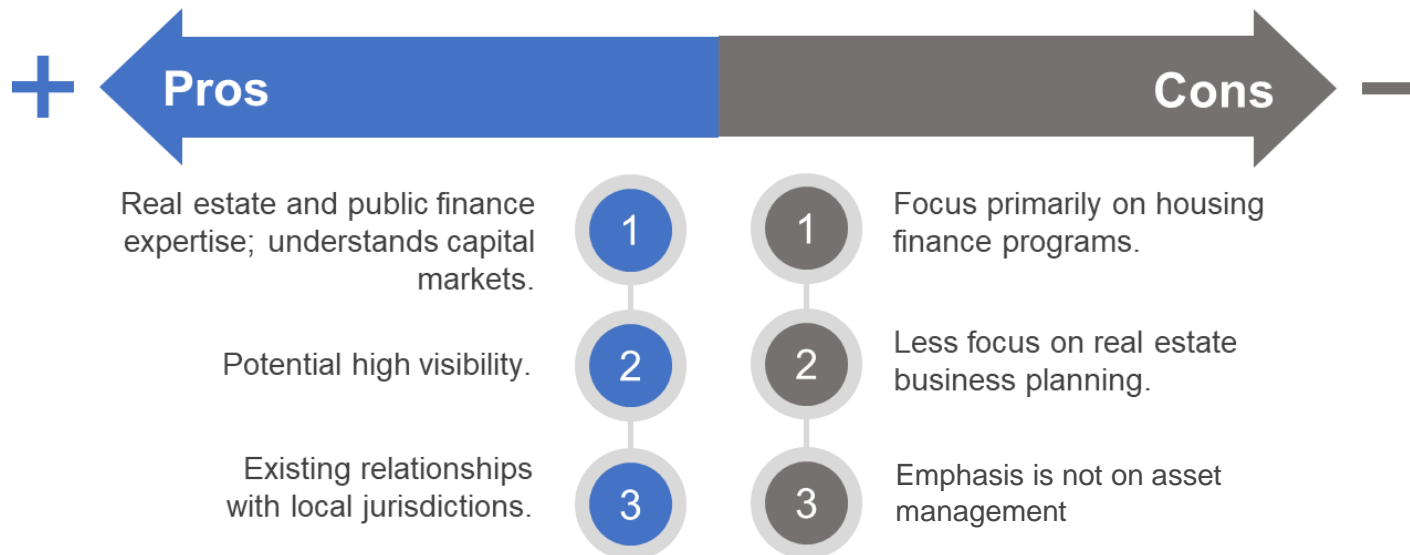 +
Pros
Cons
−
Real estate and public finance
expertise; understands capital
markets.
1
1
Focus primarily on housing
finance programs.
Potential high visibility.
2
2
Less focus on real estate
business planning.
Existing relationships
with local jurisdictions.
3
3
Emphasis is not on asset
management